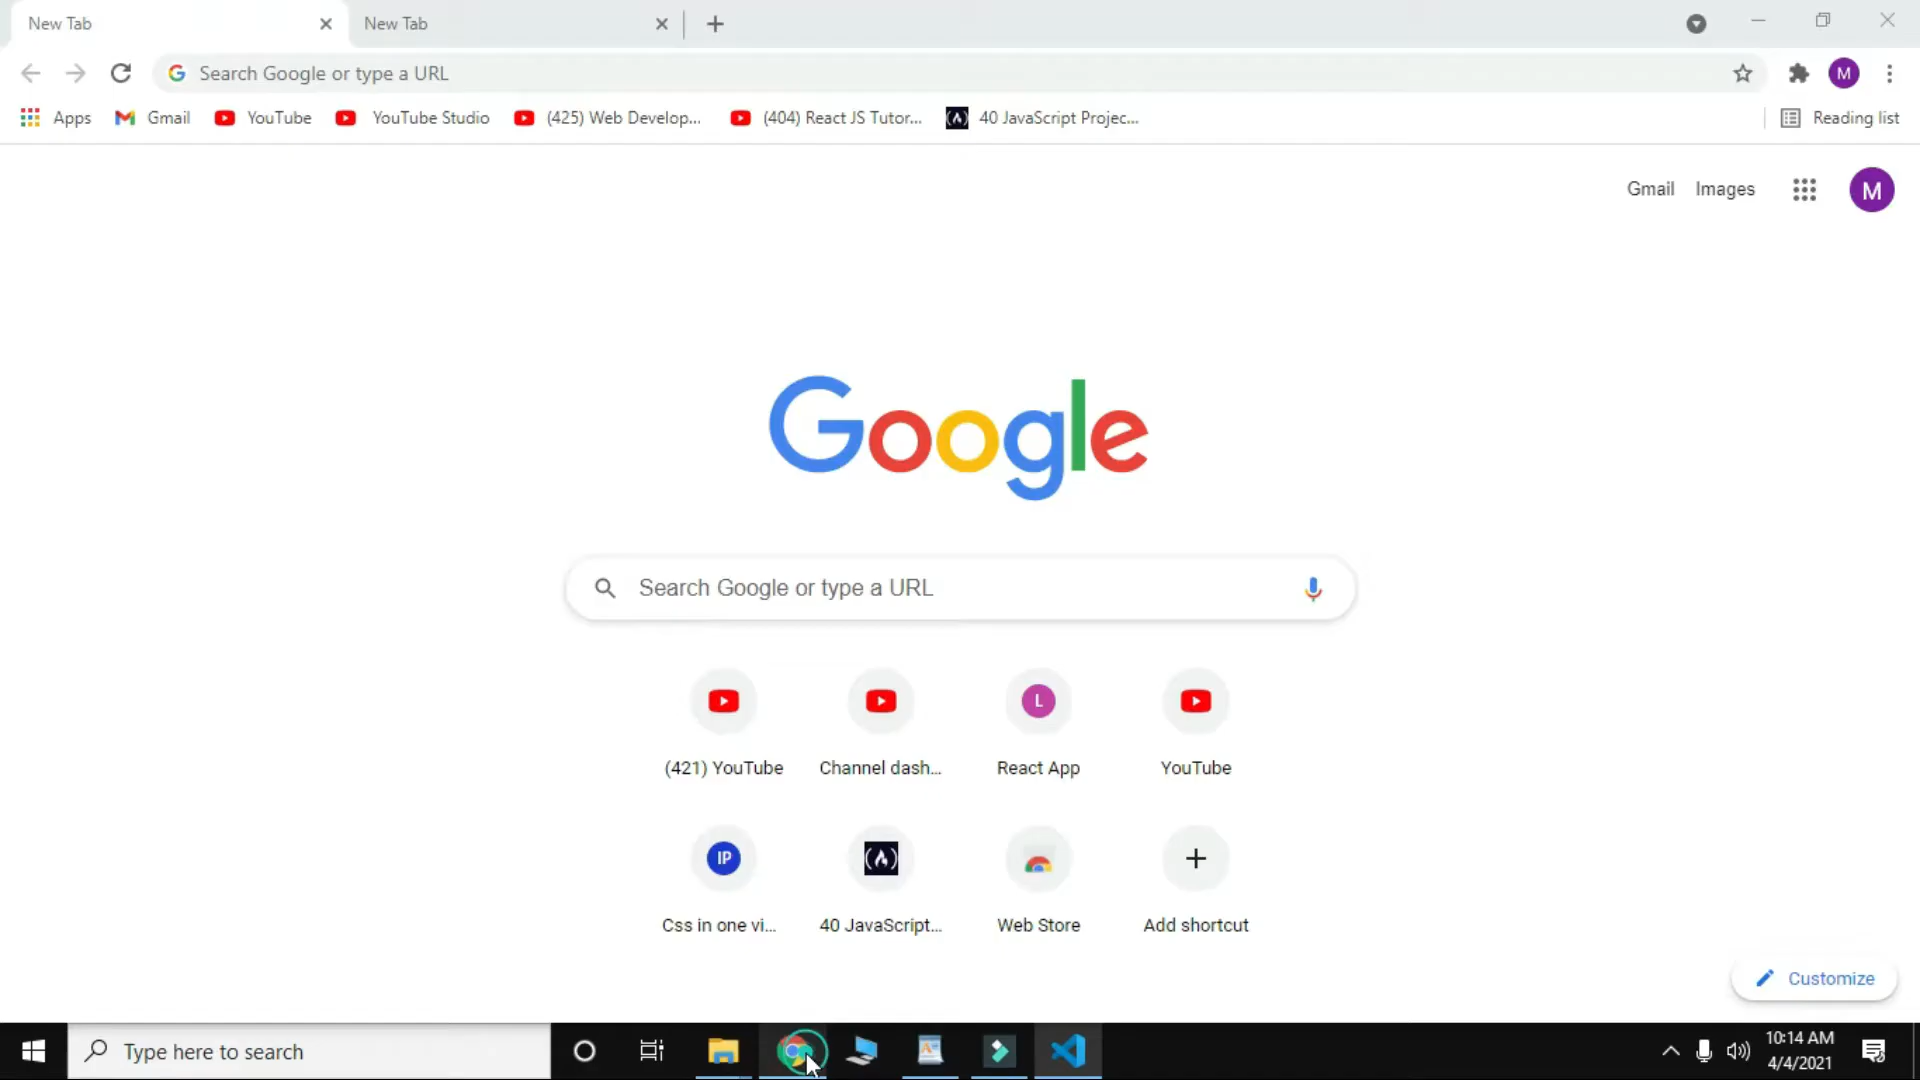 New Tab
New Tab
Search Google or type a URL
M
Apps
Gmail
YouTube
YouTube Studio
(425) Web Develop...
(404) React JS Tutor...
40 JavaScript Projec...
Reading list
Gmail
Images
M
Google
Search Google or type a URL
L
(421) YouTube
Channel dash...
React App
YouTube
IP
Css in one vi...
40 JavaScript...
Web Store
Add shortcut
Customize
Type here to search
10:14 AM
4/4/2021